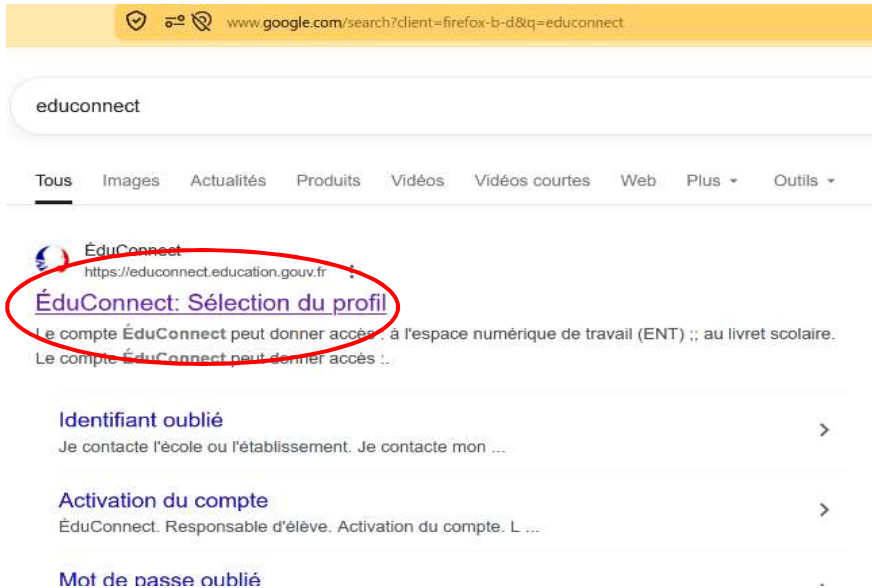 www.google.com/search?client=firefox-b-d&q=educonnect
educonnect
Tous Images Actualités Produits Vidéos Vidéos courtes Web Plus Outils
ÉduConnect
https://educonnect.education.gouv.fr
ÉduConnect: Sélection du profil
Le compte ÉduConnect peut donner accès : à l'espace numérique de travail (ENT) ;; au livret scolaire.
Le compte ÉduConnect peut donner accès :.
Identifiant oublié
Je contacte l'école ou l'établissement. Je contacte mon ...
Activation du compte
ÉduConnect. Responsable d'élève. Activation du compte. L ...
Mot de passe oublié